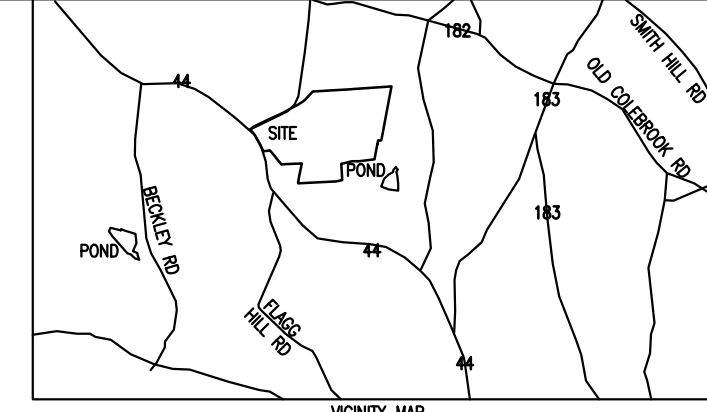 182
SMITH HILL RD
44
OLD COLEBROOK RD
183
SITE
POND
BECKLEY RD
183
POND
44
FLAGG
HILL RD
44
VICINITY MAP